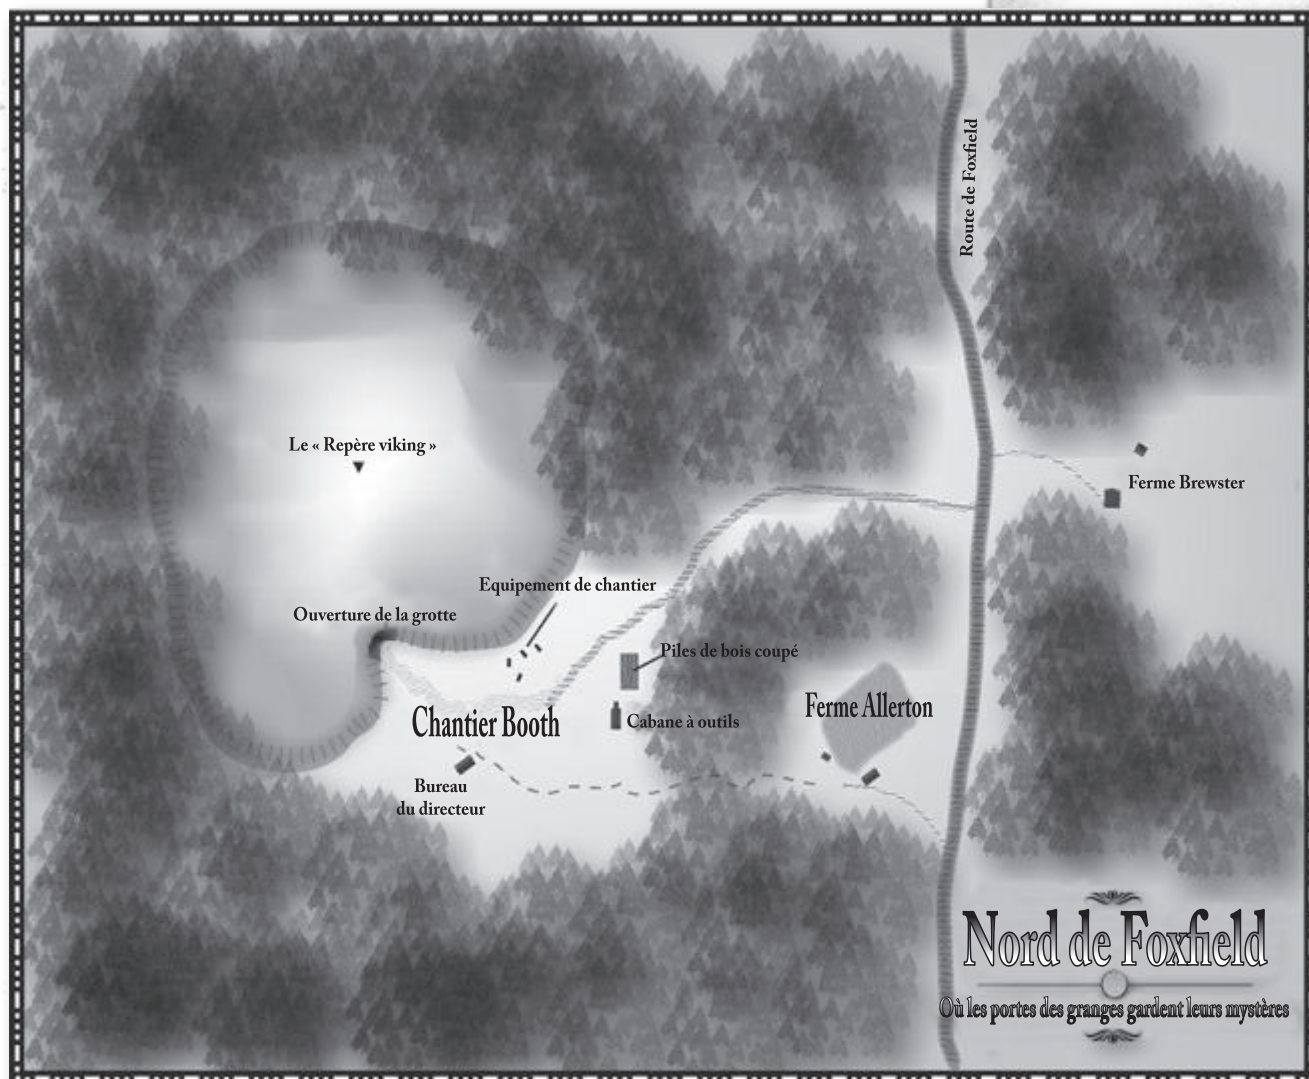 Route de Foxfield
Le « Repère viking »
Ferme Brewster
Equipement de chantier
Ouverture de la grotte
Piles de bois coupé
Ferme Allerton
Chantier Booth
Cabane à outils
Bureau
du directeur
Nord de Foxfield
Où les portes des granges gardent leurs mystères